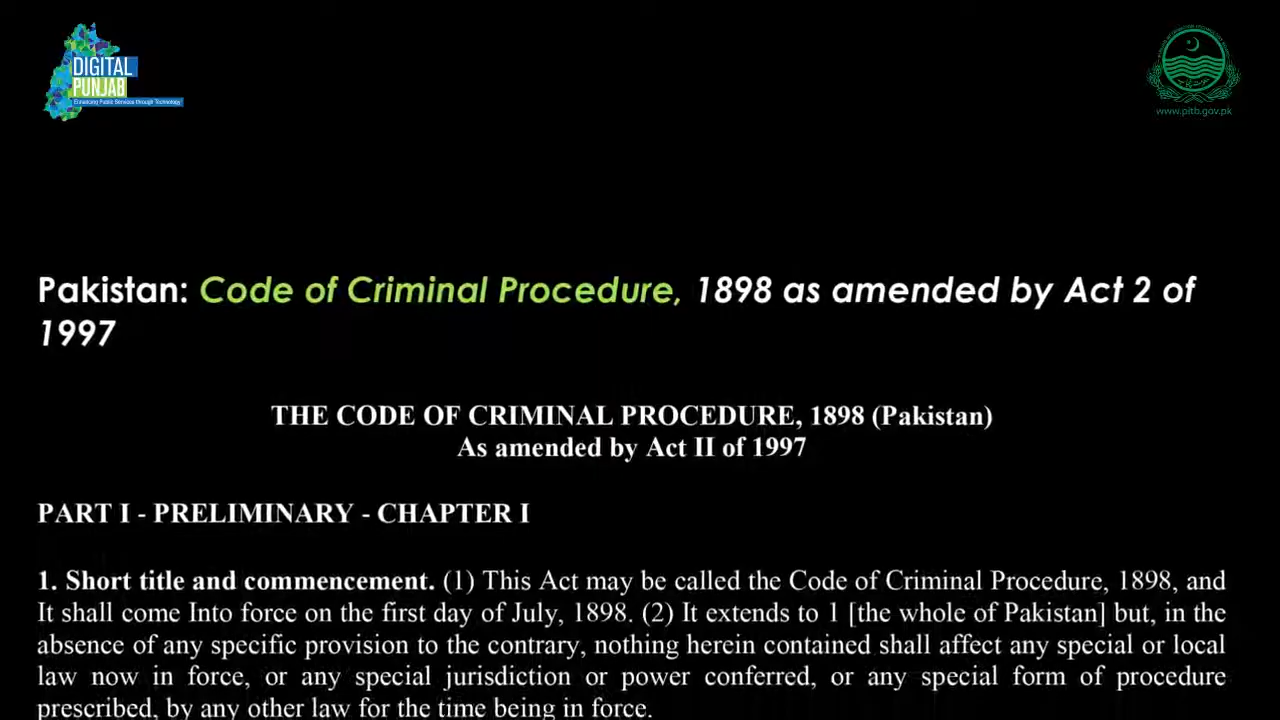 DIGITAL
PUNJAB
Enhancing Public Services through Technology
www.pitb.gov.pk
Pakistan: Code of Criminal Procedure, 1898 as amended by Act 2 of
1997
THE CODE OF CRIMINAL PROCEDURE, 1898 (Pakistan)
As amended by Act II of 1997
PART I - PRELIMINARY - CHAPTER I
1. Short title and commencement. (1) This Act may be called the Code of Criminal Procedure, 1898, and
It shall come Into force on the first day of July, 1898. (2) It extends to 1 [the whole of Pakistan] but, in the
absence of any specific provision to the contrary, nothing herein contained shall affect any special or local
law now in force, or any special jurisdiction or power conferred, or any special form of procedure
prescribed, by any other law for the time being in force.